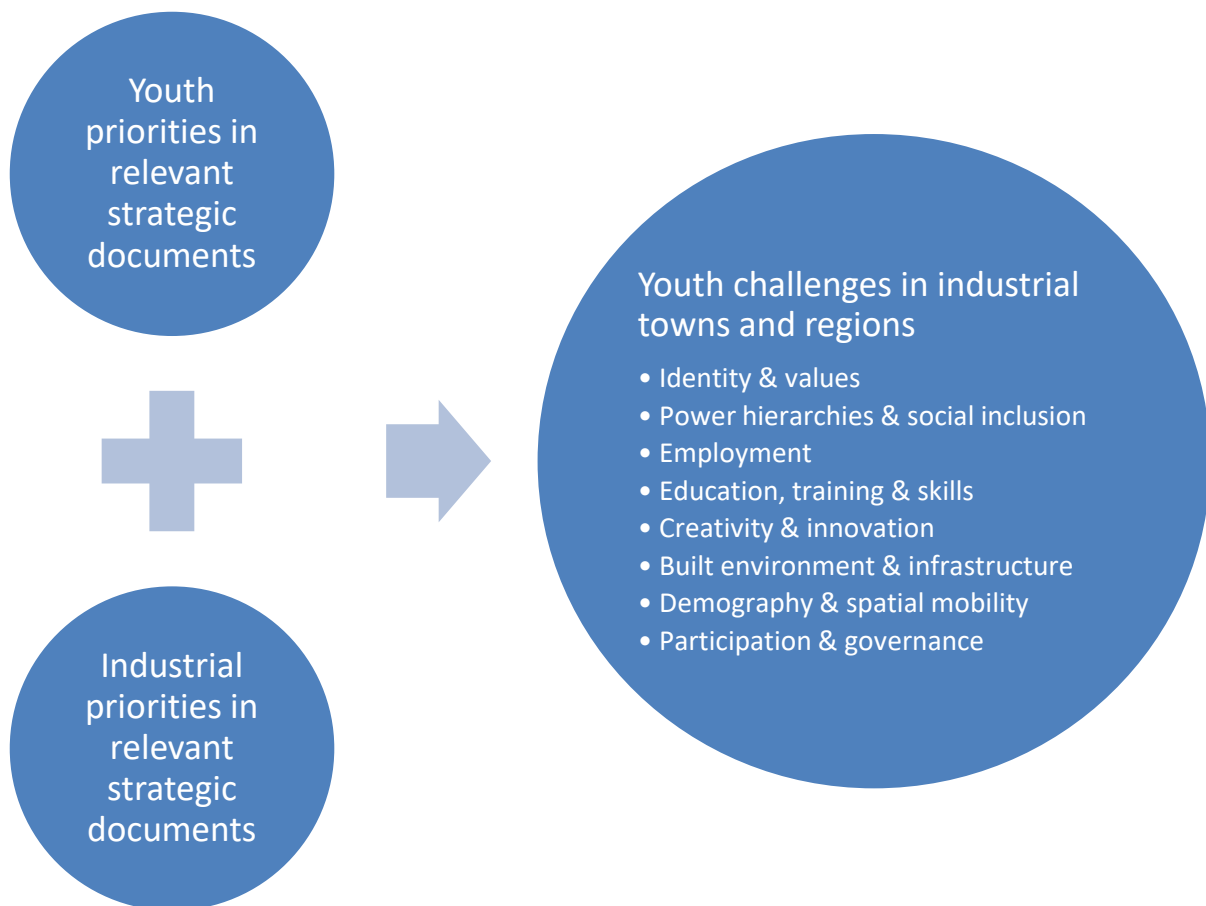 Youth
priorities in
relevant
strategic
documents
Industrial
priorities in
relevant
strategic
documents
Youth challenges in industrial
towns and regions
• Identity & values
• Power hierarchies & social inclusion
• Employment
• Education, training & skills
• Creativity & innovation
• Built environment & infrastructure
• Demography & spatial mobility
• Participation & governance